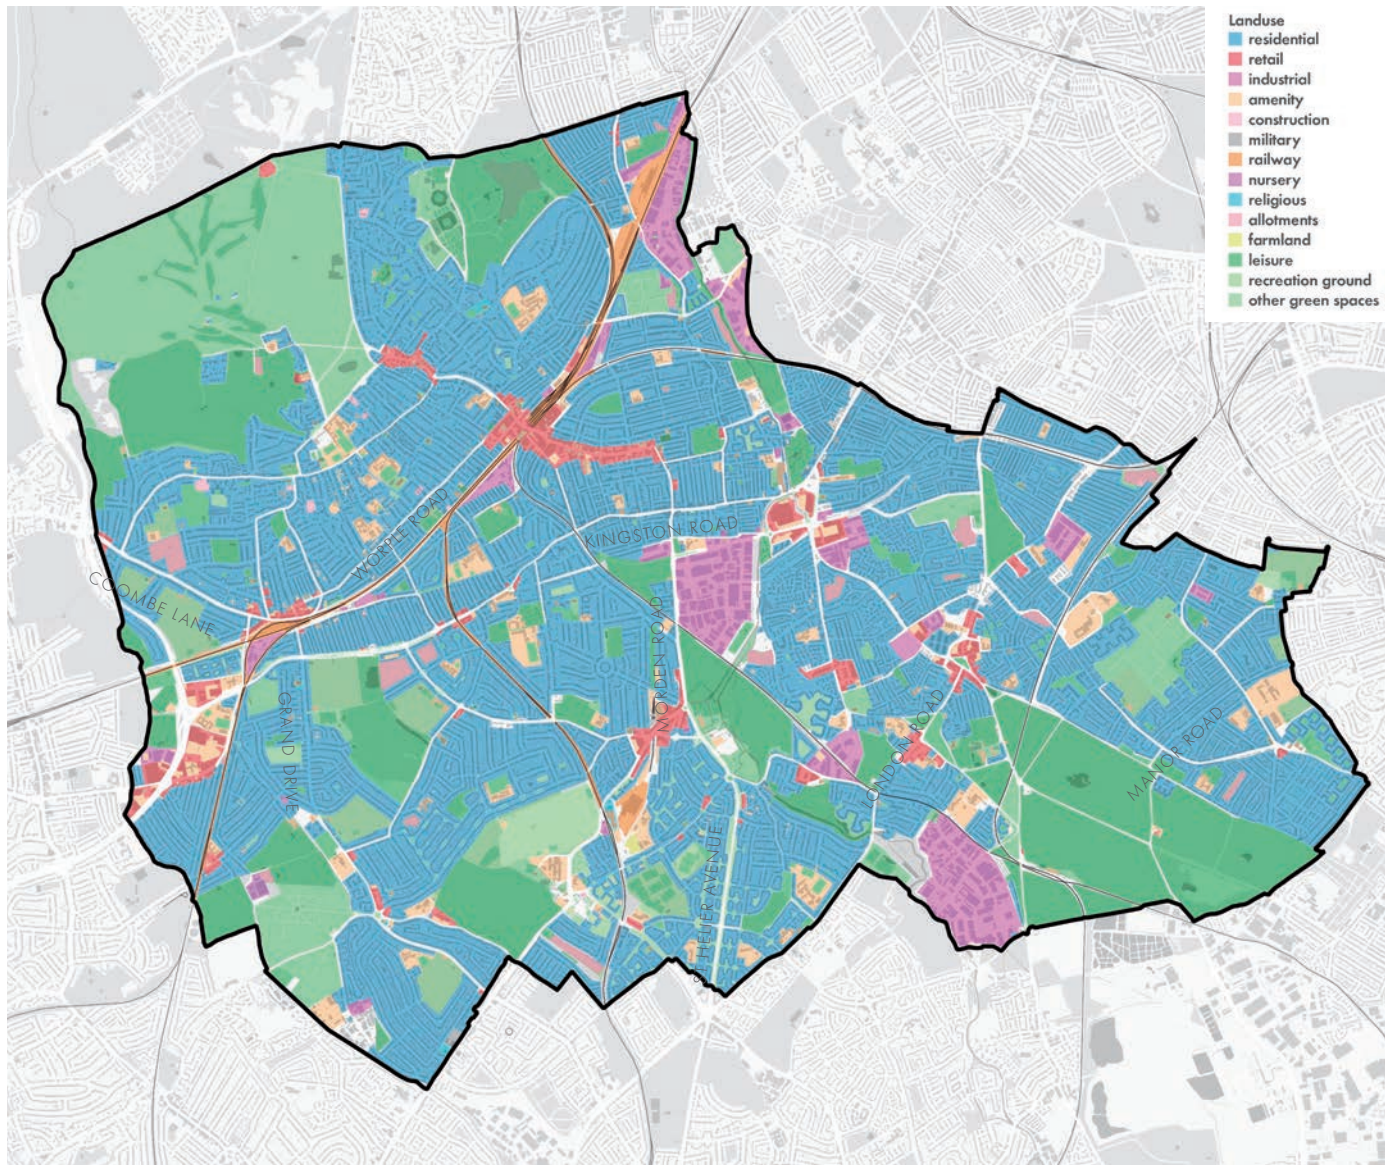 Landuse
residential
retail
industrial
amenity
construction
military
railway
nursery
religious
allotments
farmland
leisure
recreation ground
other green spaces
WORPLE ROAD
KINGSTON ROAD
COOMBE LANE
MORDEN ROAD
GRAND DRIVE
LONDON ROAD
MANOR ROAD
ST HELIER AVENUE